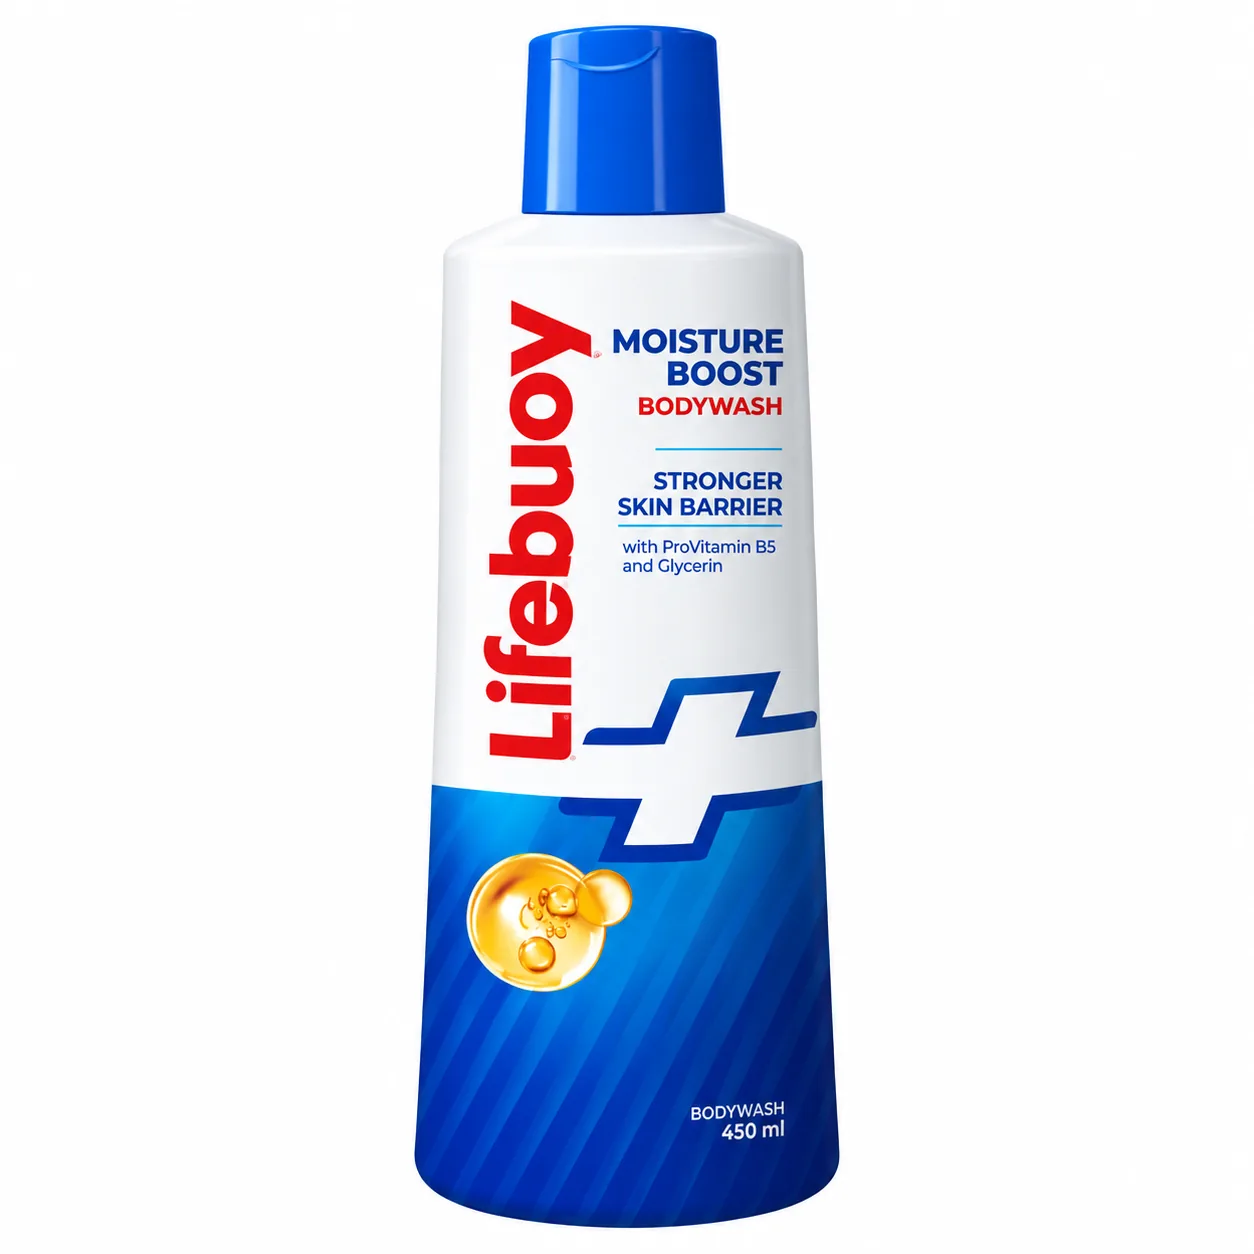 Lifebuoy
MOISTURE
BOOST
BODYWASH
STRONGER
SKIN BARRIER
with ProVitamin B5
and Glycerin
BODYWASH
450 ml